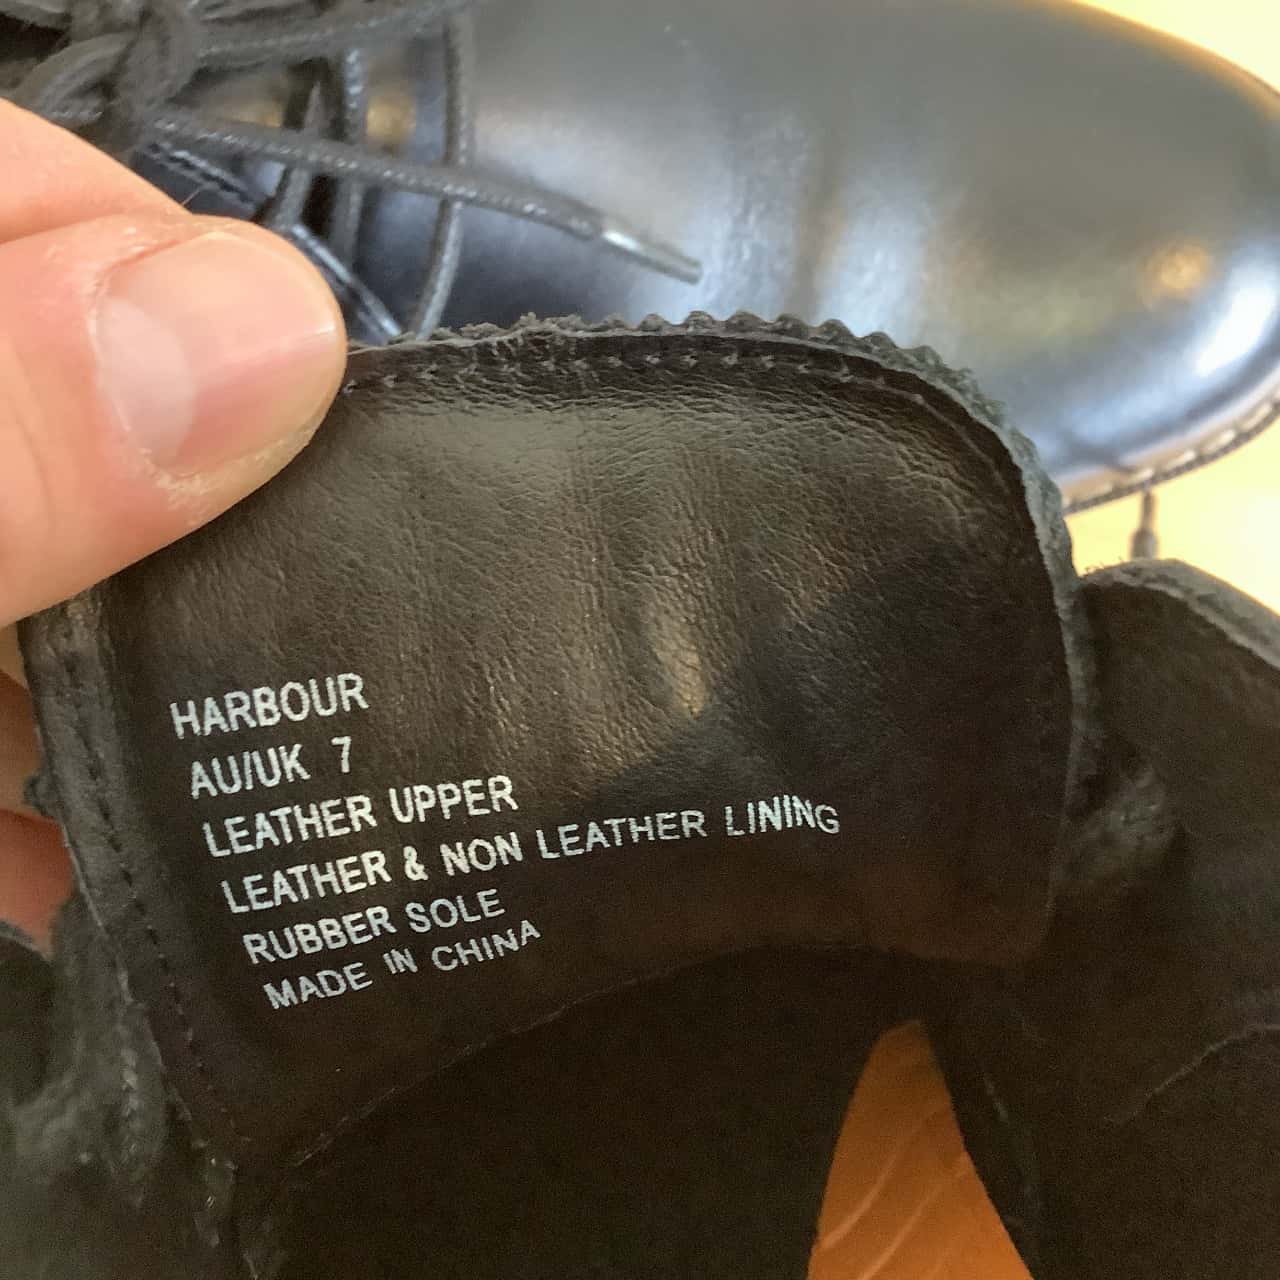 HARBOUR
AU/UK 7
LEATHER UPPER
LEATHER & NON LEATHER LINING
RUBBER SOLE
MADE IN CHINA